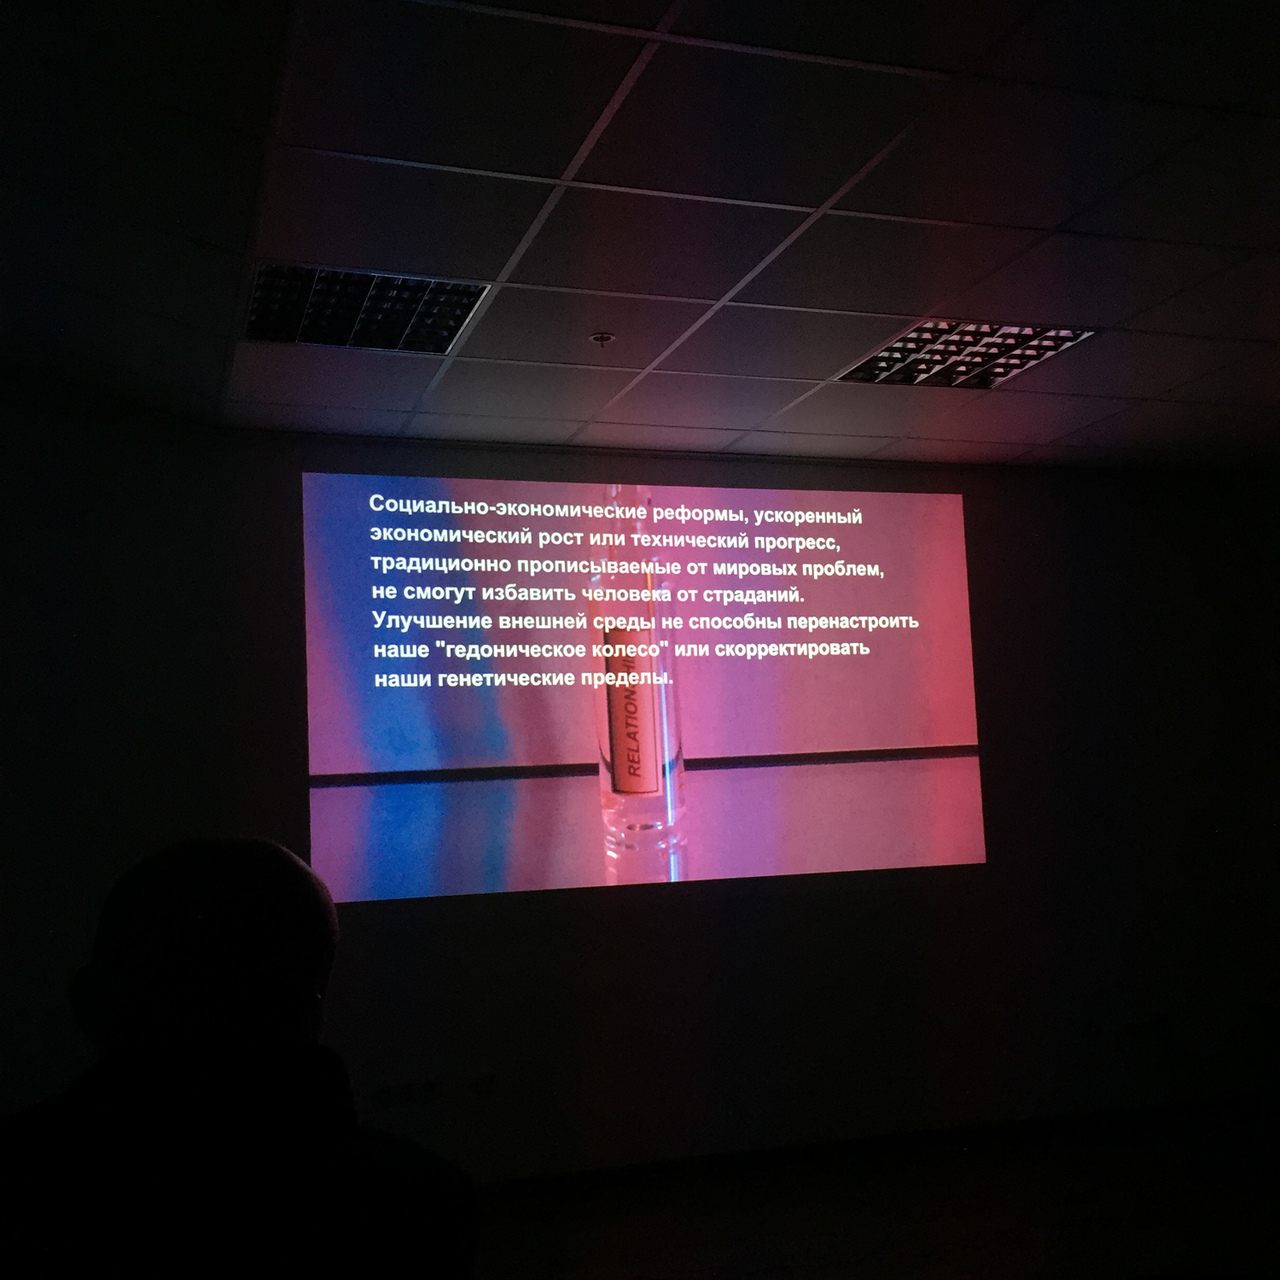 Социально-экономические реформы, ускоренный
экономический рост или технический прогресс,
традиционно прописываемые от мировых проблем,
не смогут избавить человека от страданий.
Улучшение внешней среды не способны перенастроить
наше "гедоническое колесо" или скорректировать
наши генетические пределы.